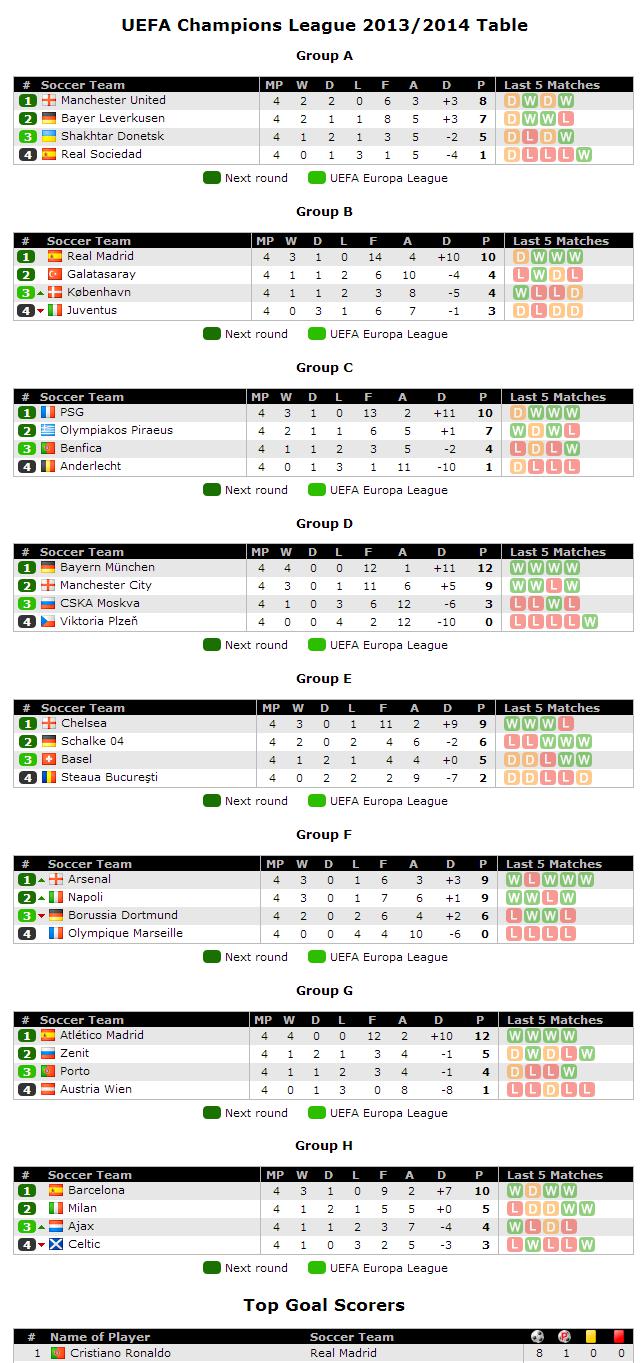 UEFA Champions League 2013/2014 Table
Group A
# Soccer Team MP W D L F A D P Last 5 Matches
1 Manchester United 4 2 2 0 6 3 +3 8 D W D W
2 Bayer Leverkusen 4 2 1 1 8 5 +3 7 D W W L
3 Shakhtar Donetsk 4 1 2 1 3 5 -2 5 D L D W
4 Real Sociedad 4 0 1 3 1 5 -4 1 D L L L W
Next round UEFA Europa League
Group B
# Soccer Team MP W D L F A D P Last 5 Matches
1 Real Madrid 4 3 1 0 14 4 +10 10 D W W W
2 Galatasaray 4 1 1 2 6 10 -4 4 L W D L
3 København 4 1 1 2 3 8 -5 4 W L L D
4 Juventus 4 0 3 1 6 7 -1 3 D L D D
Next round UEFA Europa League
Group C
# Soccer Team MP W D L F A D P Last 5 Matches
1 PSG 4 3 1 0 13 2 +11 10 D W W W
2 Olympiakos Piraeus 4 2 1 1 6 5 +1 7 W D W L
3 Benfica 4 1 1 2 3 5 -2 4 L D L W
4 Anderlecht 4 0 1 3 1 11 -10 1 D L L L
Next round UEFA Europa League
Group D
# Soccer Team MP W D L F A D P Last 5 Matches
1 Bayern München 4 4 0 0 12 1 +11 12 W W W W
2 Manchester City 4 3 0 1 11 6 +5 9 W W L W
3 CSKA Moskva 4 1 0 3 6 12 -6 3 L L W L
4 Viktoria Plzeň 4 0 0 4 2 12 -10 0 L L L L W
Next round UEFA Europa League
Group E
# Soccer Team MP W D L F A D P Last 5 Matches
1 Chelsea 4 3 0 1 11 2 +9 9 W W W L
2 Schalke 04 4 2 0 2 4 6 -2 6 L L W W W
3 Basel 4 1 2 1 4 4 +0 5 D D L W W
4 Steaua Bucureşti 4 0 2 2 2 9 -7 2 D D L L D
Next round UEFA Europa League
Group F
# Soccer Team MP W D L F A D P Last 5 Matches
1 Arsenal 4 3 0 1 6 3 +3 9 W L W W W
2 Napoli 4 3 0 1 7 6 +1 9 W W L W
3 Borussia Dortmund 4 2 0 2 6 4 +2 6 L W W L
4 Olympique Marseille 4 0 0 4 4 10 -6 0 L L L L
Next round UEFA Europa League
Group G
# Soccer Team MP W D L F A D P Last 5 Matches
1 Atlético Madrid 4 4 0 0 12 2 +10 12 W W W W
2 Zenit 4 1 2 1 3 4 -1 5 D W D L W
3 Porto 4 1 1 2 3 4 -1 4 D L L W
4 Austria Wien 4 0 1 3 0 8 -8 1 L L D L L
Next round UEFA Europa League
Group H
# Soccer Team MP W D L F A D P Last 5 Matches
1 Barcelona 4 3 1 0 9 2 +7 10 W D W W
2 Milan 4 1 2 1 5 5 +0 5 L D D W W
3 Ajax 4 1 1 2 3 7 -4 4 W L D L
4 Celtic 4 1 0 3 2 5 -3 3 L W L L W
Next round UEFA Europa League
Top Goal Scorers
# Name of Player Soccer Team
1 Cristiano Ronaldo Real Madrid 8 1 0 0